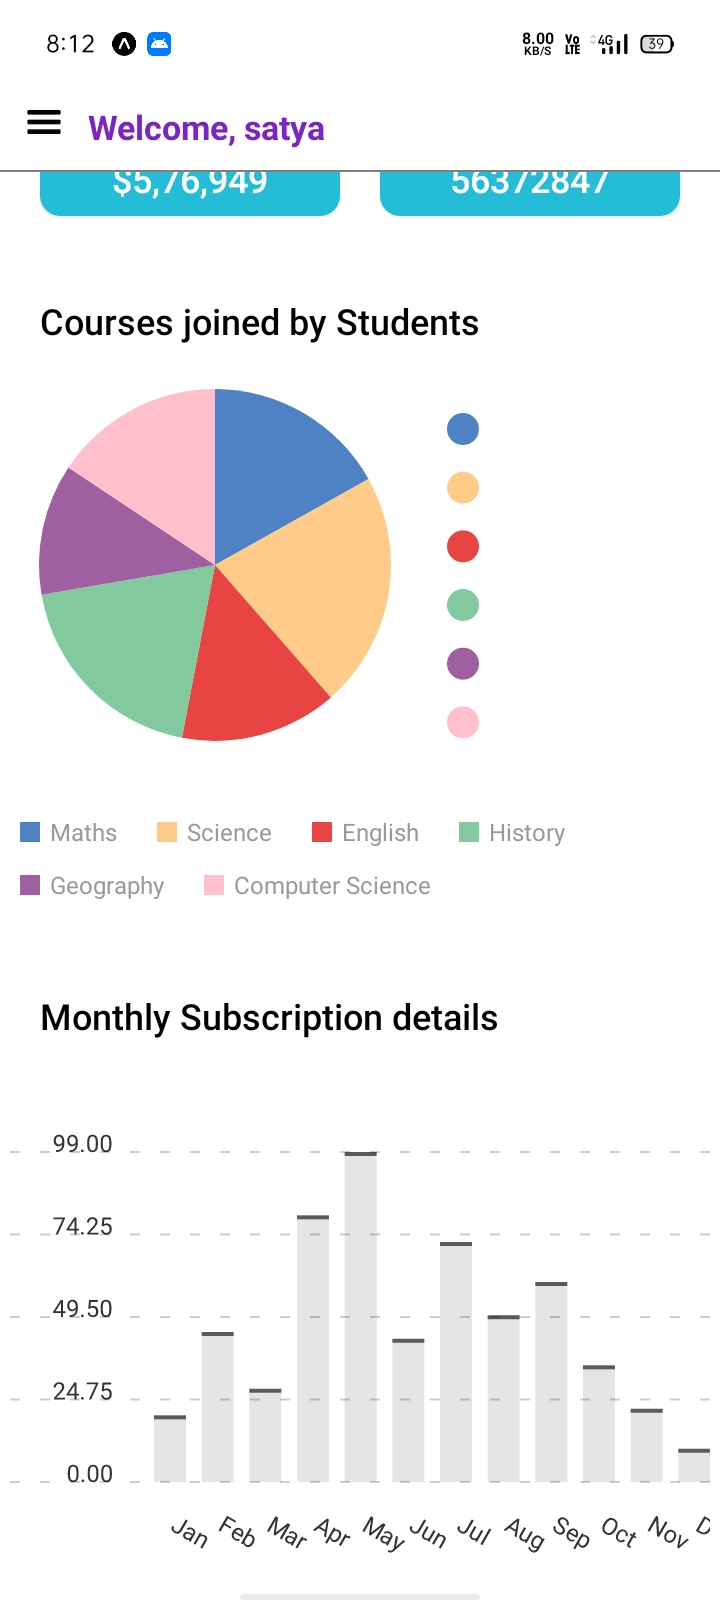 8:12 8.00 KB/S Vo LTE 4G 39
Welcome, satya
$5,76,949 56372847
Courses joined by Students
Maths Science English History
Geography Computer Science
Monthly Subscription details
99.00
74.25
49.50
24.75
0.00
Jan Feb Mar Apr May Jun Jul Aug Sep Oct Nov D